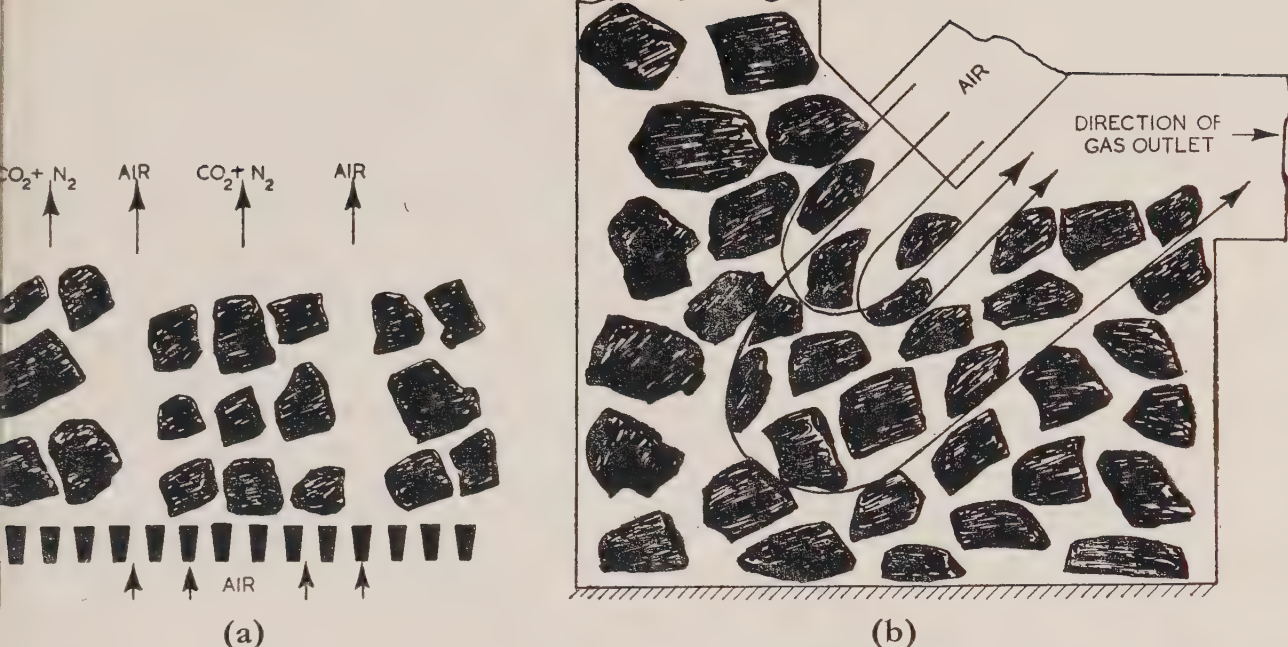 CO₂+ N₂
AIR
CO₂+ N₂
AIR
AIR
(a)
AIR
DIRECTION OF
GAS OUTLET
(b)